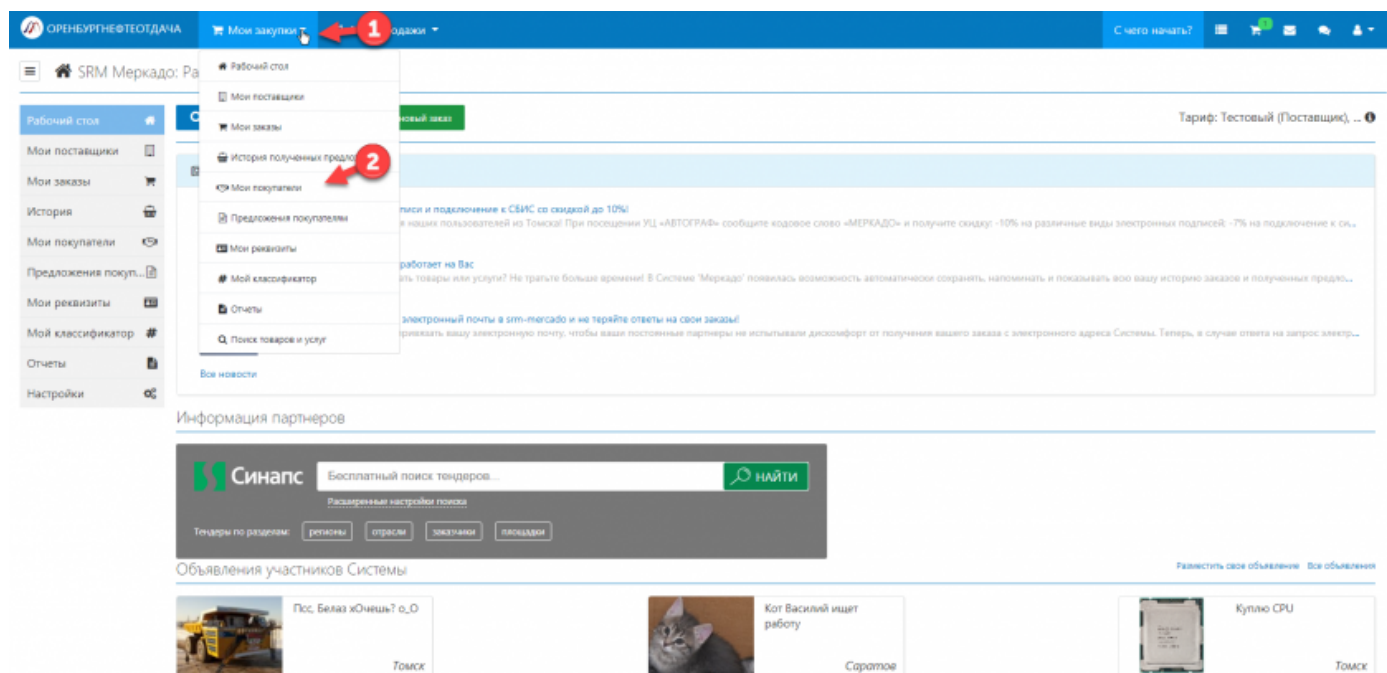 ОРЕНБУРГНЕФТЕОТДАЧА
Мои закупки
1
одажи
С чего начать?
SRM Меркадо: Ра
Рабочий стол
Мои поставщики
Мои заказы
История полученных предло
2
Мои покупатели
Предложения покупателям
Мои реквизиты
Мой классификатор
Отчеты
Поиск товаров и услуг
Рабочий стол
Мои поставщики
Мои заказы
История
Мои покупатели
Предложения покуп...
Мои реквизиты
Мой классификатор
Отчеты
Настройки
новый заказ
Тариф: Тестовый (Поставщик), ...
писи и подключение к СБИС со скидкой до 10%!
я наших пользователей из Томска! При посещении УЦ «АВТОГРАФ» сообщите кодовое слово «МЕРКАДО» и получите скидку: -10% на различные виды электронных подписей; -7% на подключение к си...
работает на Вас
ать товары или услуги? Не тратьте больше времени! В Системе 'Меркадо' появилась возможность автоматически сохранять, напоминать и показывать всю вашу историю заказов и полученных предло...
электронный почты в srm-mercado и не теряйте ответы на свои заказы!
привязать вашу электронную почту, чтобы ваши постоянные партнеры не испытывали дискомфорт от получения вашего заказа с электронного адреса Системы. Теперь, в случае ответа на запрос электр...
Все новости
Информация партнеров
Синапс
Бесплатный поиск тендеров...
НАЙТИ
Расширенные настройки поиска
Тендеры по разделам: регионы отрасли заказчики площадки
Объявления участников Системы
Разместить свое объявление Все объявления
Псс, Белаз хОчешь? о_О
Томск
Кот Василий ищет
работу
Саратов
Куплю CPU
Томск